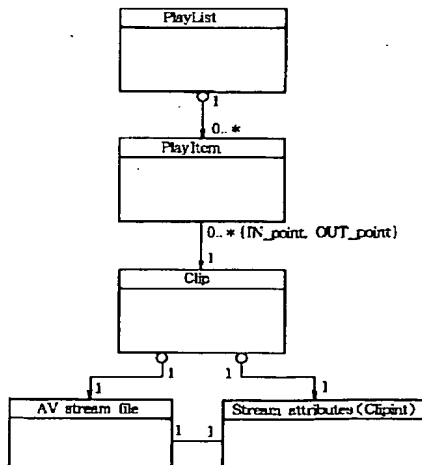 PlayList
1
0..*
PlayItem
0..* {IN_point, OUT_point}
1
Clip
1 1
1 1
AV stream file Stream attributes(Clipint)
1 1